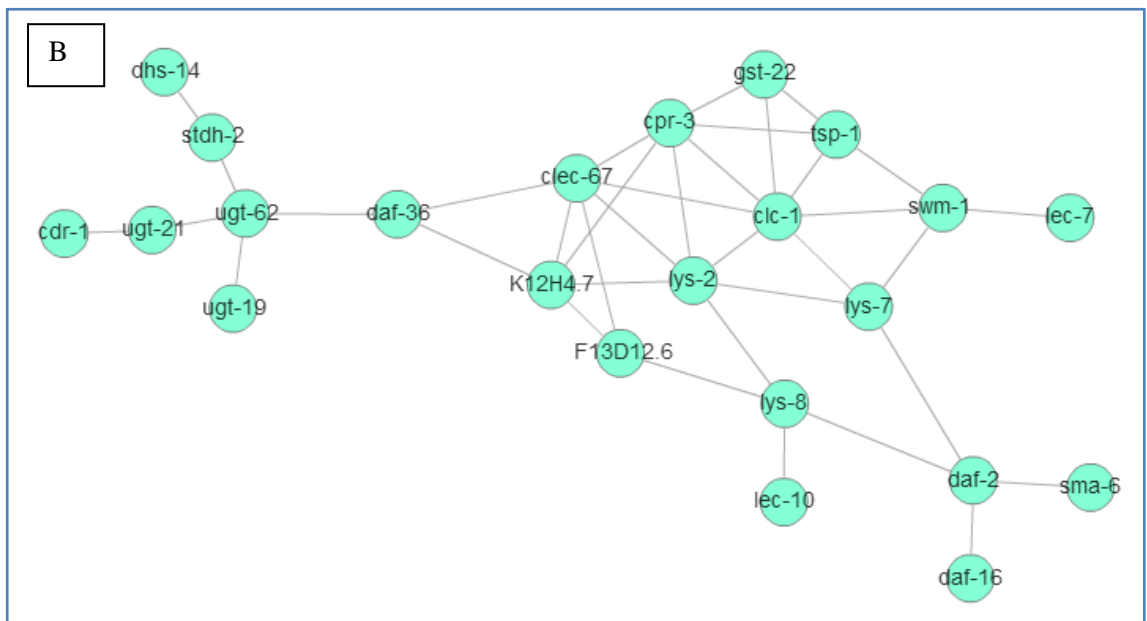 B
dhs-14
gst-22
cpr-3
tsp-1
stdh-2
clec-67
ugt-62
daf-36
clc-1
swm-1
lec-7
cdr-1
ugt-21
K12H4.7
lys-2
lys-7
ugt-19
F13D12.6
lys-8
daf-2
sma-6
lec-10
daf-16